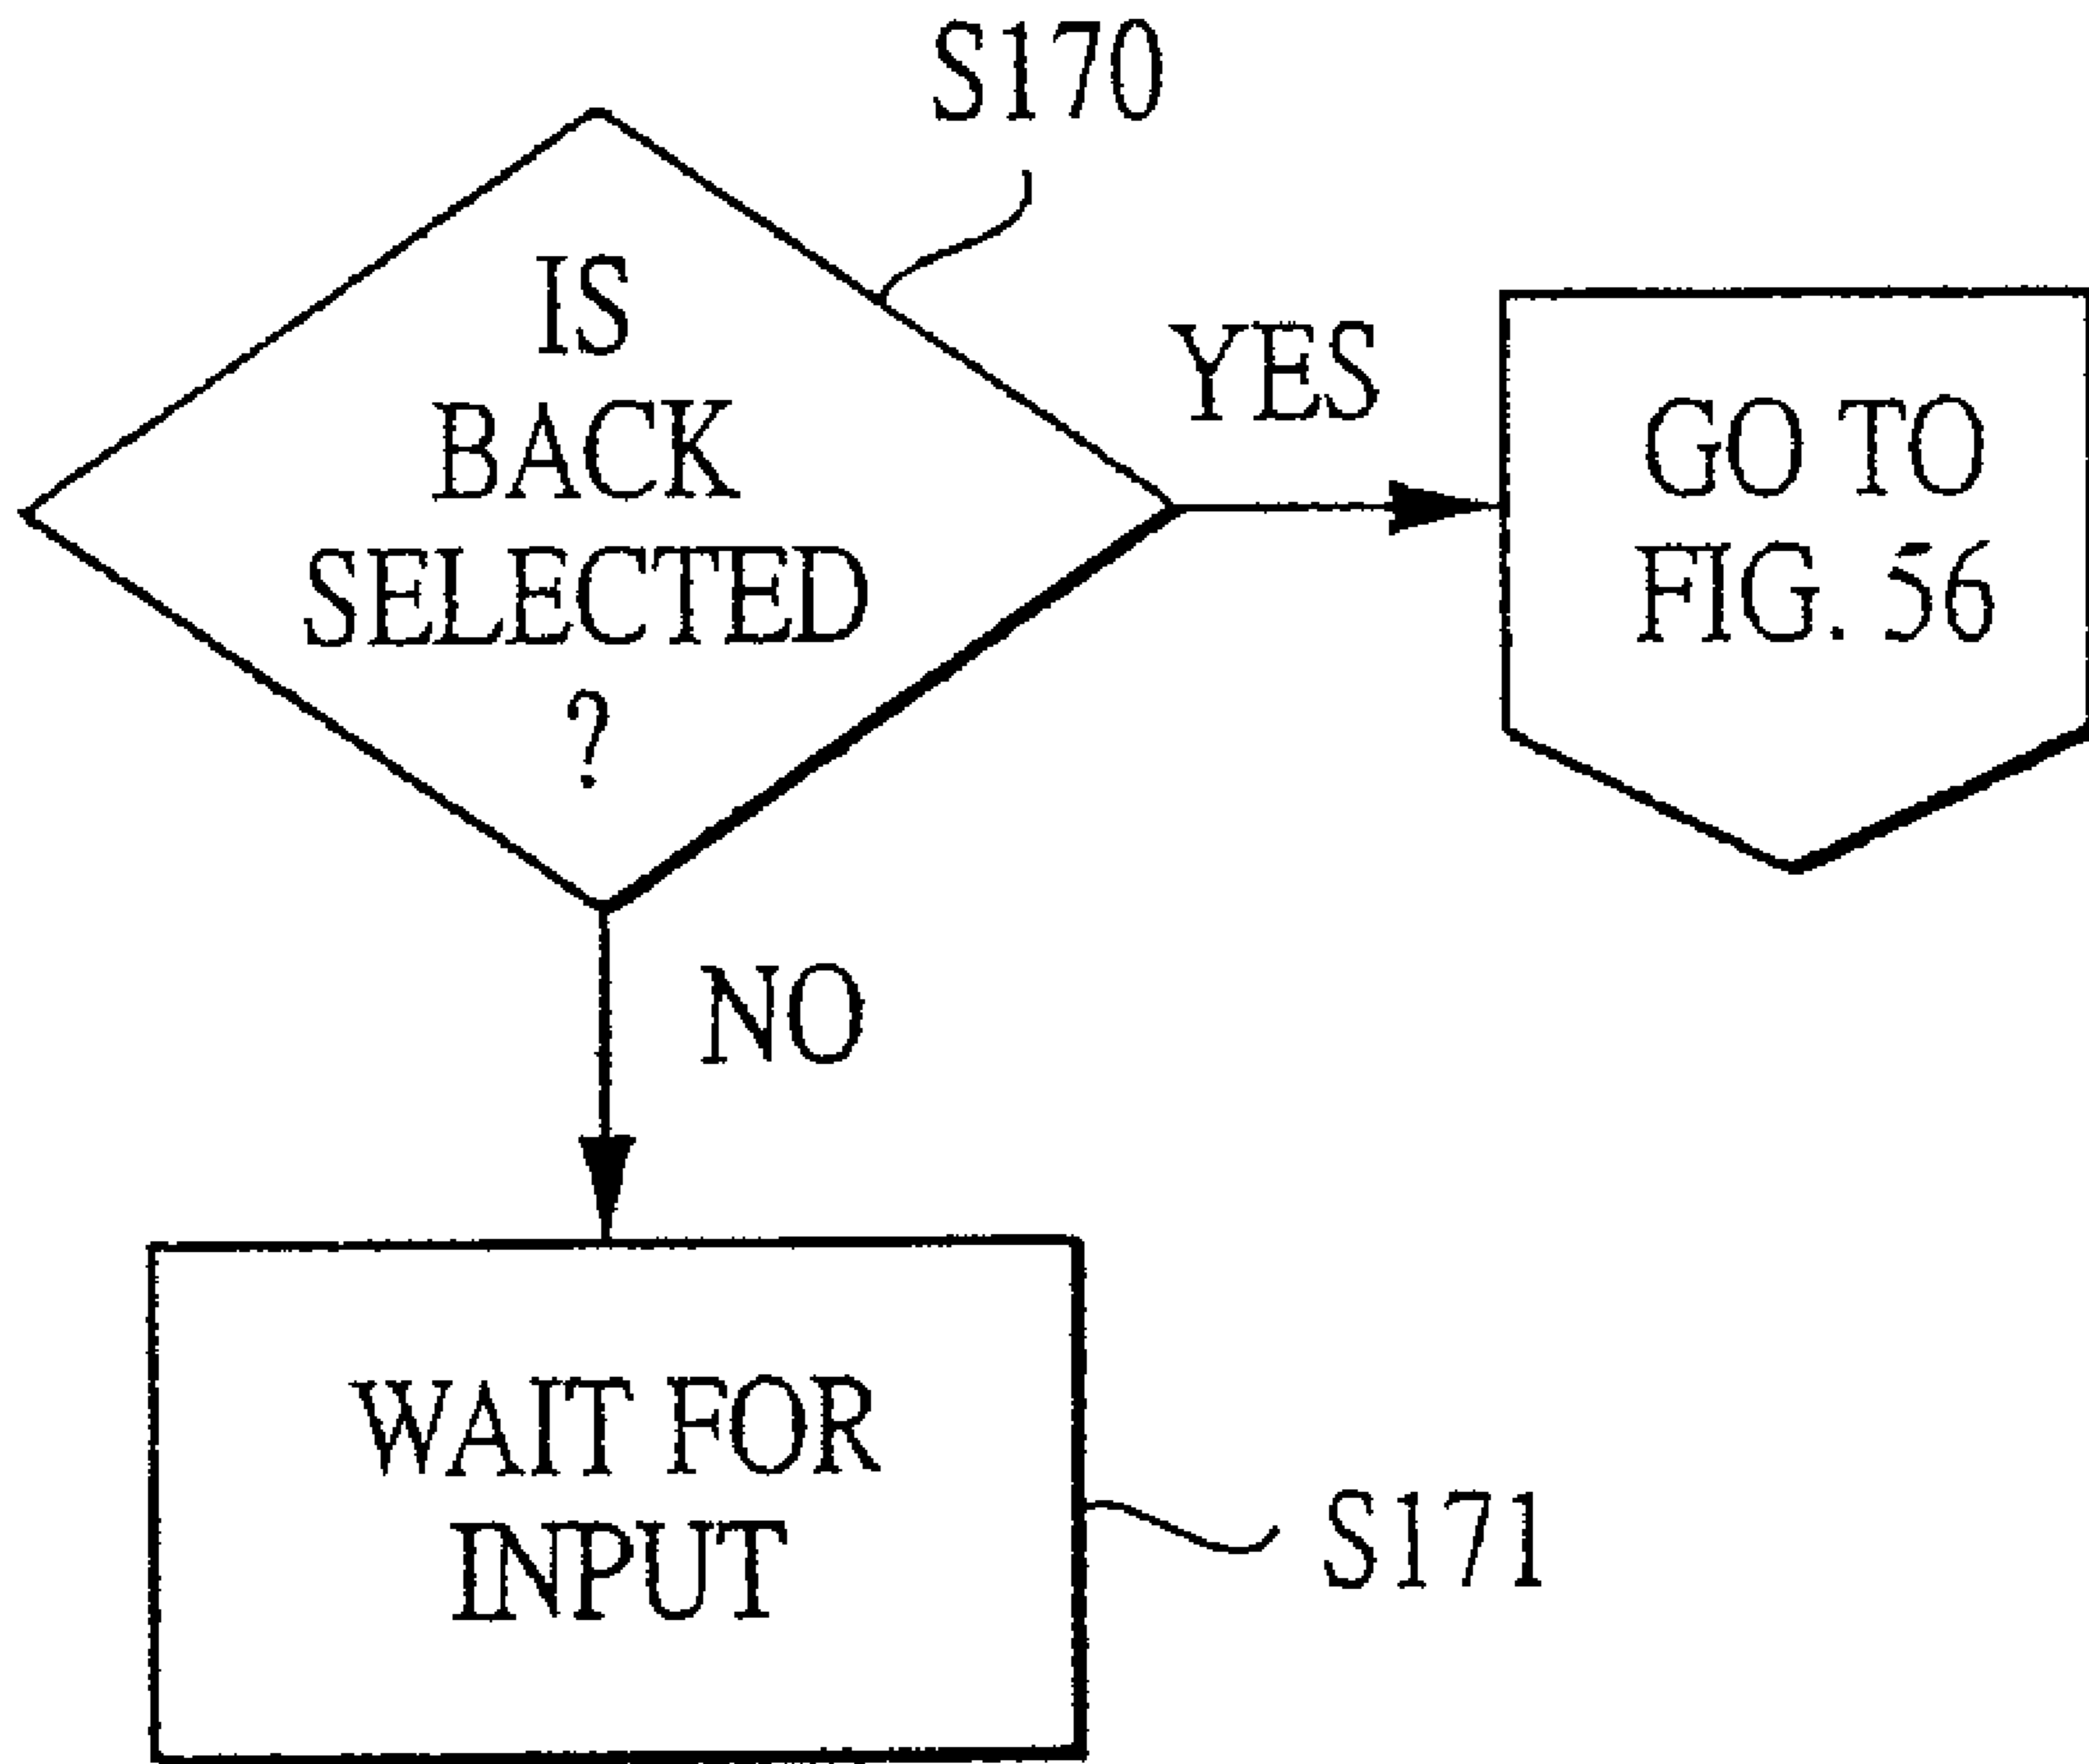 S170
IS
BACK
SELECTED
?
YES
GO TO
FIG. 56
NO
WAIT FOR
INPUT
S171